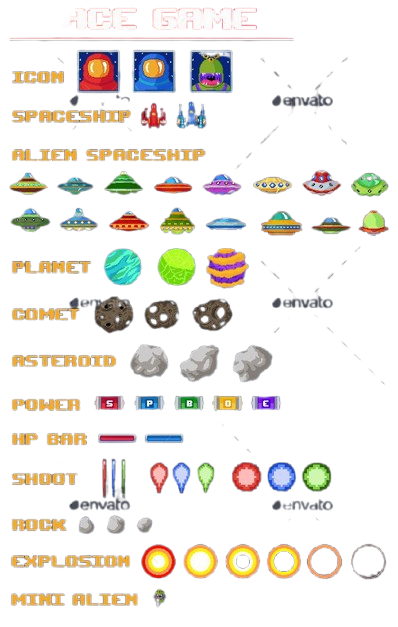 ACE GAME
ICON
envato
SPACESHIP
ALIEN SPACESHIP
PLANET
envato
COMET
envato
ASTEROID
POWER S P B O E
HP BAR
SHOOT
envato
envato
ROCK
EXPLOSION
MINI ALIEN